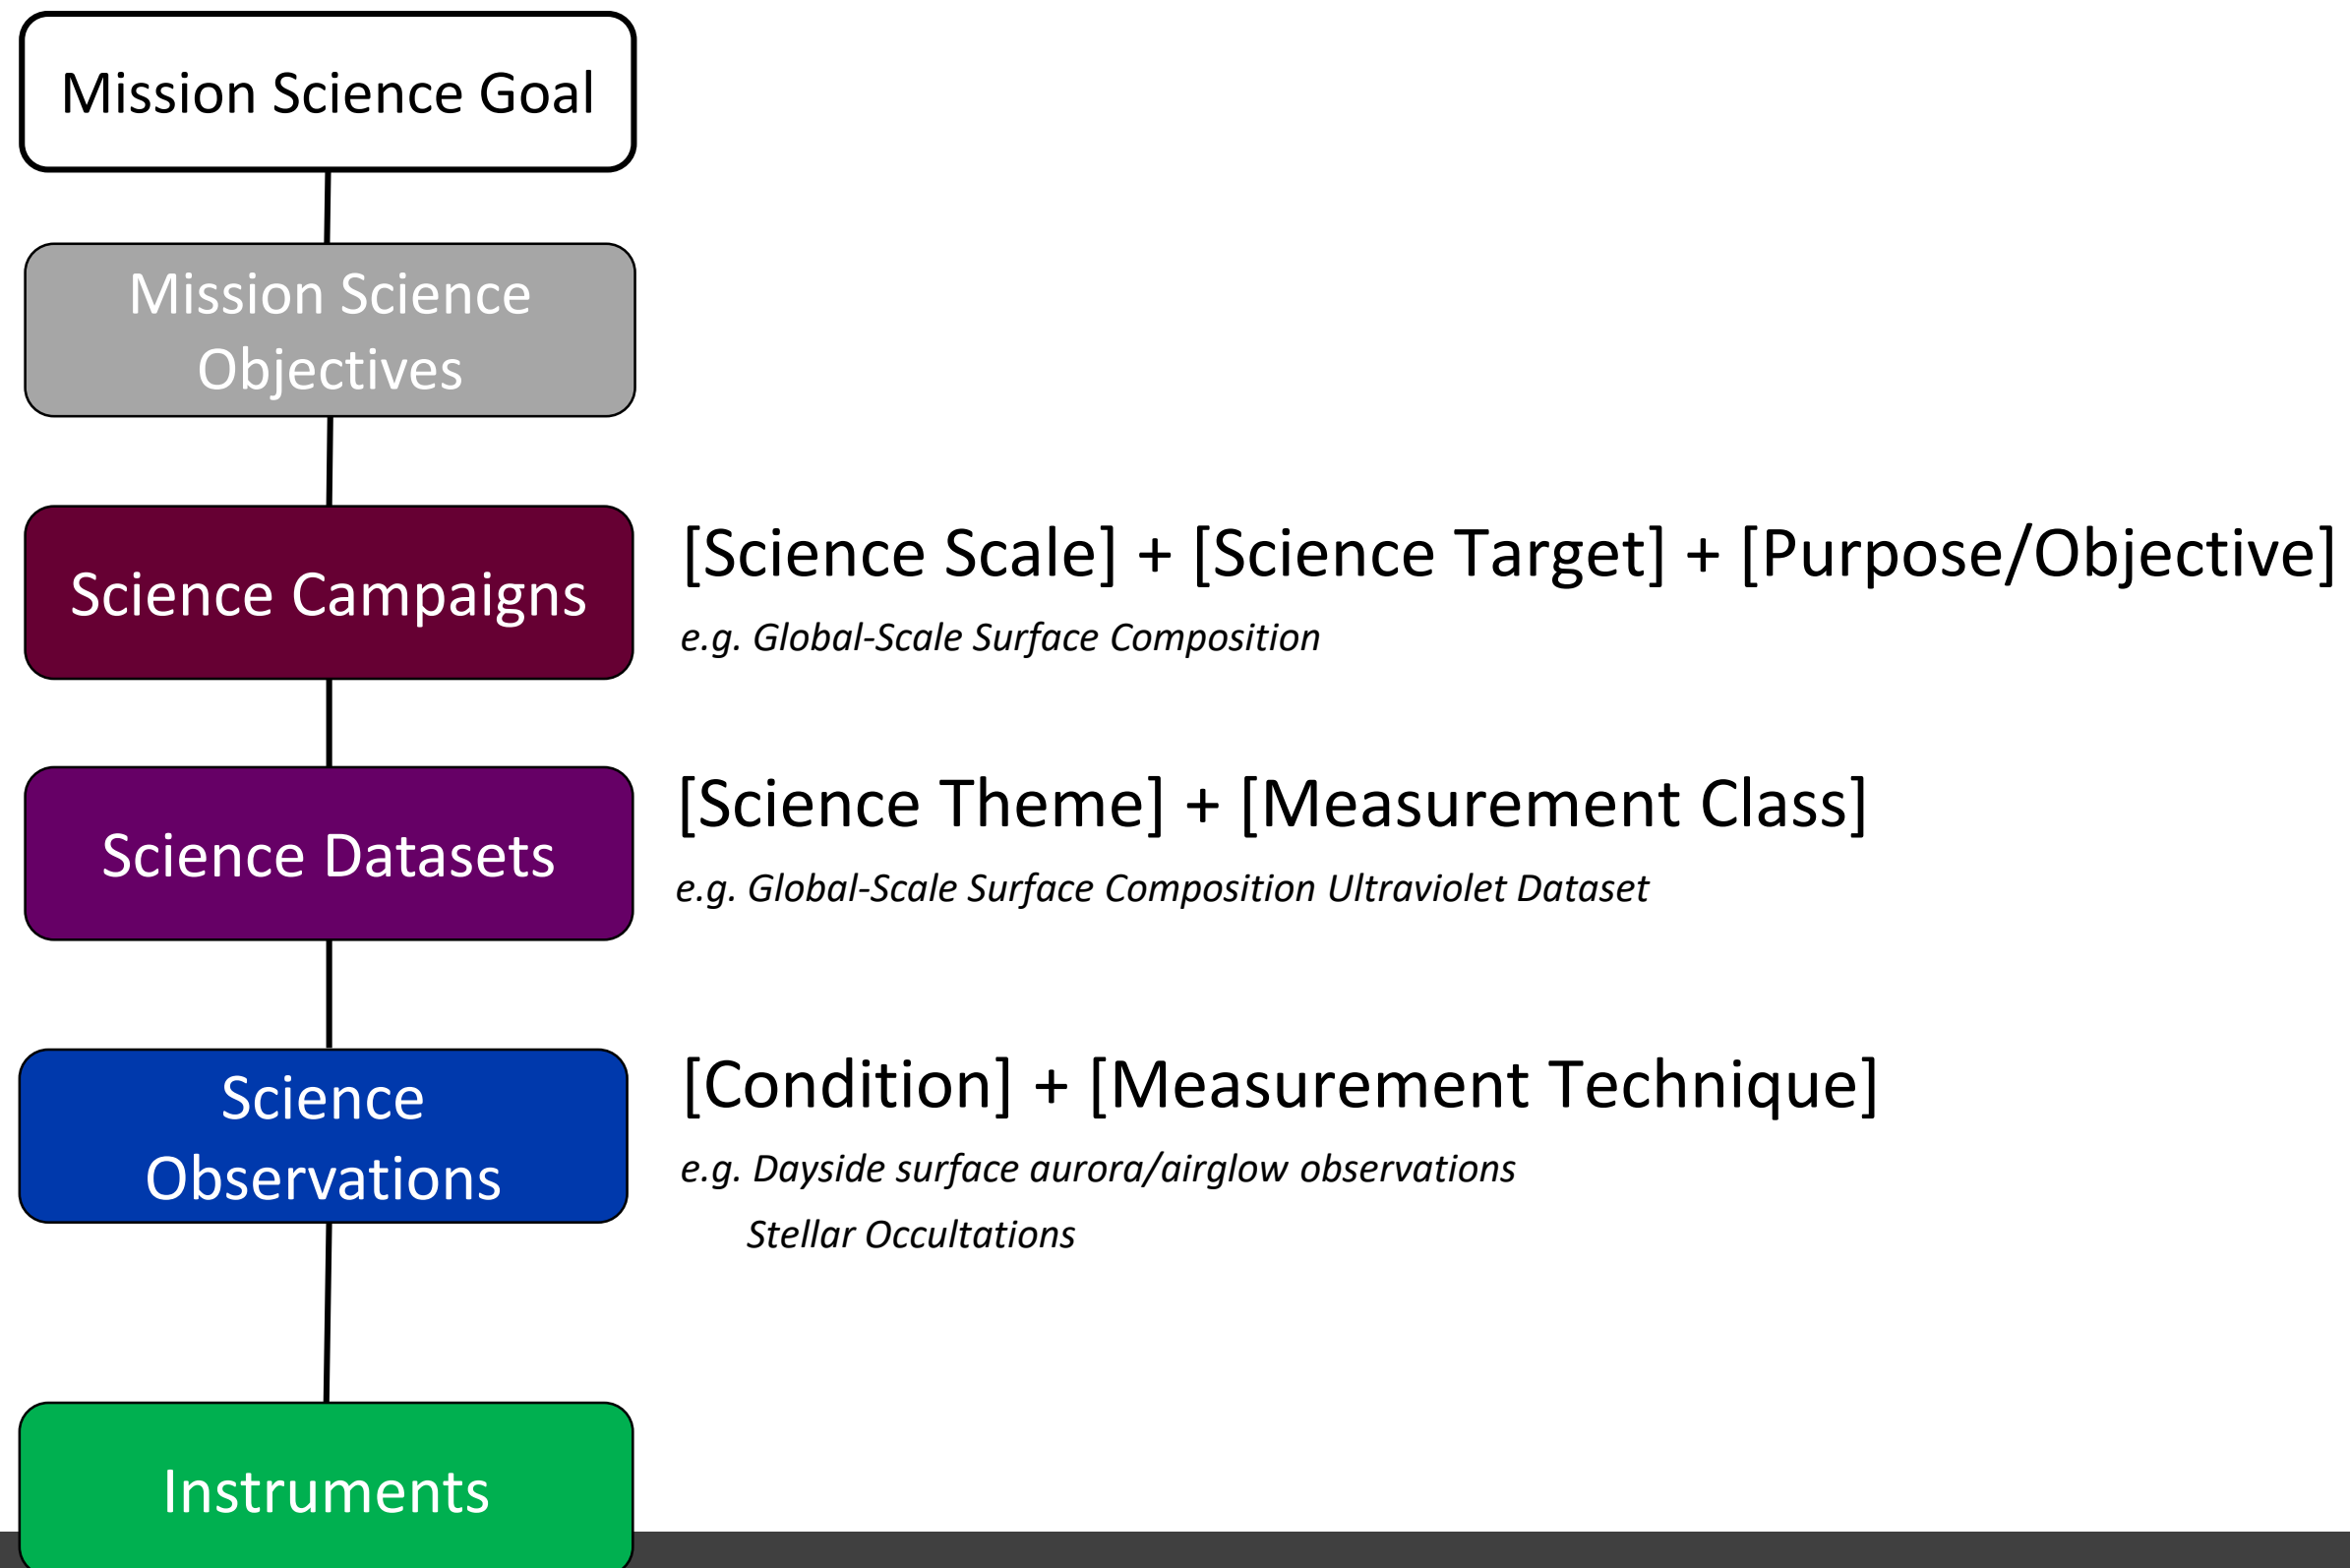 Mission Science Goal
Mission Science
Objectives
Science Campaigns
[Science Scale] + [Science Target] + [Purpose/Objective]
e.g. Global-Scale Surface Composition
Science Datasets
[Science Theme] + [Measurement Class]
e.g. Global-Scale Surface Composition Ultraviolet Dataset
Science
Observations
[Condition] + [Measurement Technique]
e.g. Dayside surface aurora/airglow observations
Stellar Occultations
Instruments